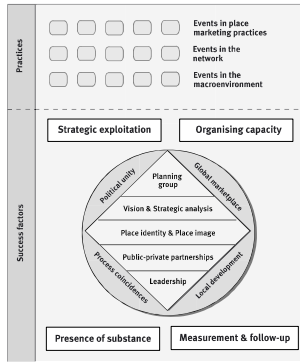 Practices
Events in place
marketing practices
Events in the
network
Events in the
macroenvironment
Success factors
Strategic exploitation
Organising capacity
Political unity
Global marketplace
Planning
group
Vision & Strategic analysis
Place identity & Place image
Public-private partnerships
Leadership
Process coincidences
Local development
Presence of substance
Measurement & follow-up